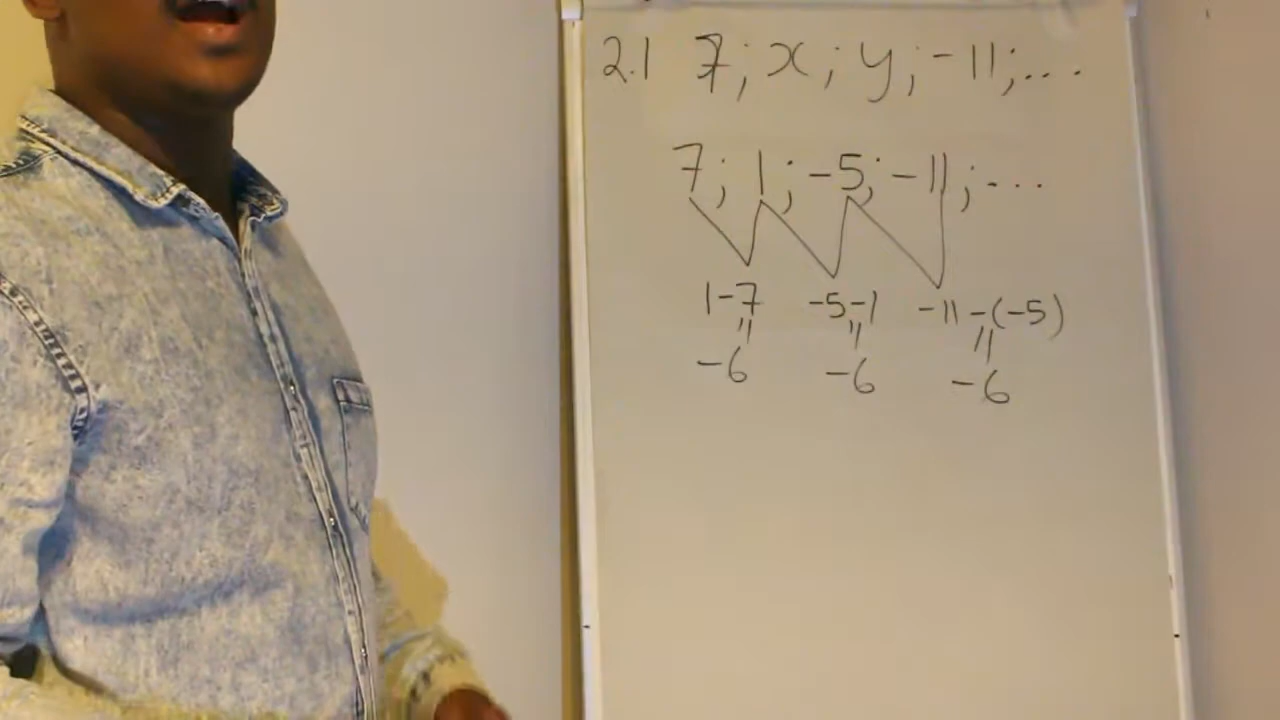 2.1 7; x; y; -11; ...
7; 1; -5; -11; ...
1-7 -5-1 -11-(-5)
= = =
-6 -6 -6